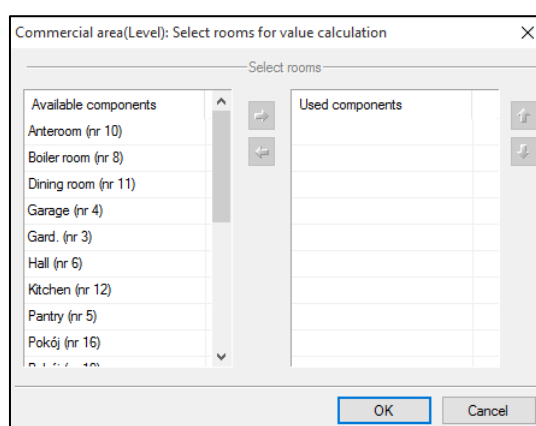 Commercial area(Level): Select rooms for value calculation
Select rooms
Available components
Anteroom (nr 10)
Boiler room (nr 8)
Dining room (nr 11)
Garage (nr 4)
Gard. (nr 3)
Hall (nr 6)
Kitchen (nr 12)
Pantry (nr 5)
Pokój (nr 16)
Used components
OK
Cancel